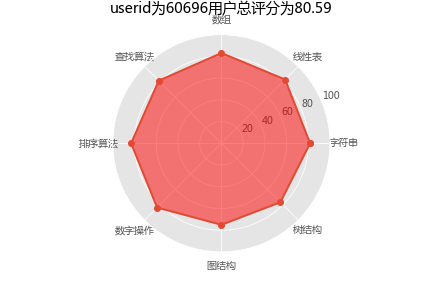 userid为60696用户总评分为80.59
数组
查找算法
线性表
100
80
60
40
20
排序算法
字符串
数字操作
树结构
图结构